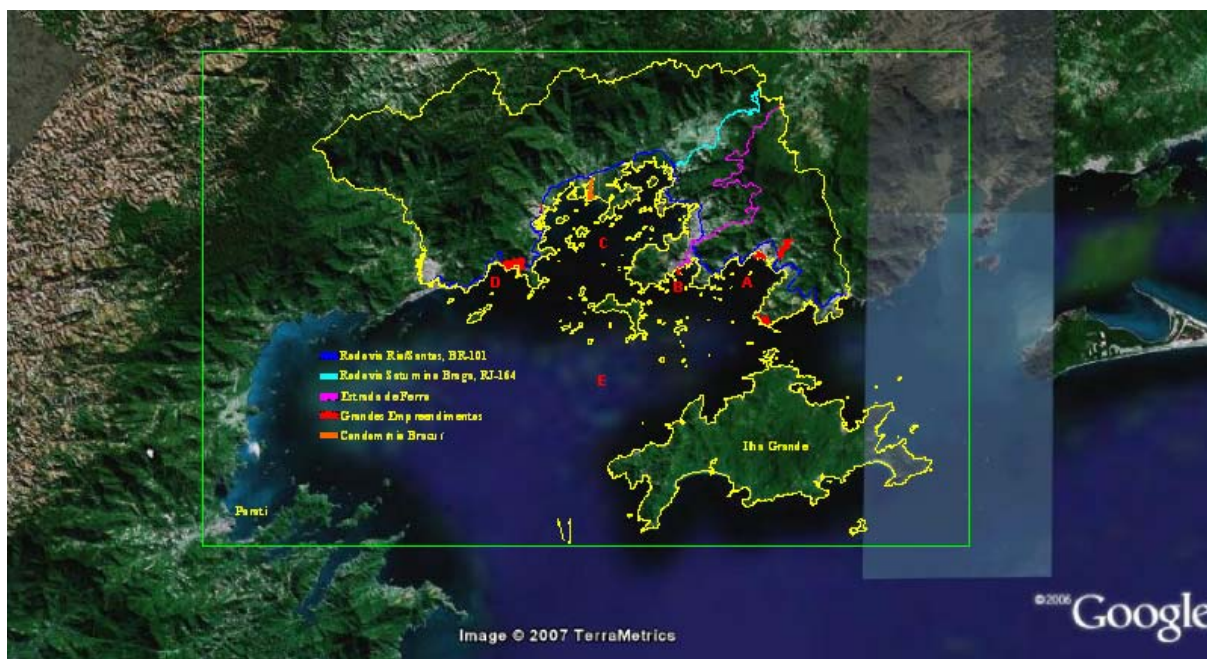 C
D
B
A
Rodovia Rio/Santos, BR-101
Rodovia Saturnino Braga, RJ-164
E
Estrada de Ferro
Grandes Empreendimentos
Condomínio Bracuí
Ilha Grande
Parati
©2006 Google
Image © 2007 TerraMetrics